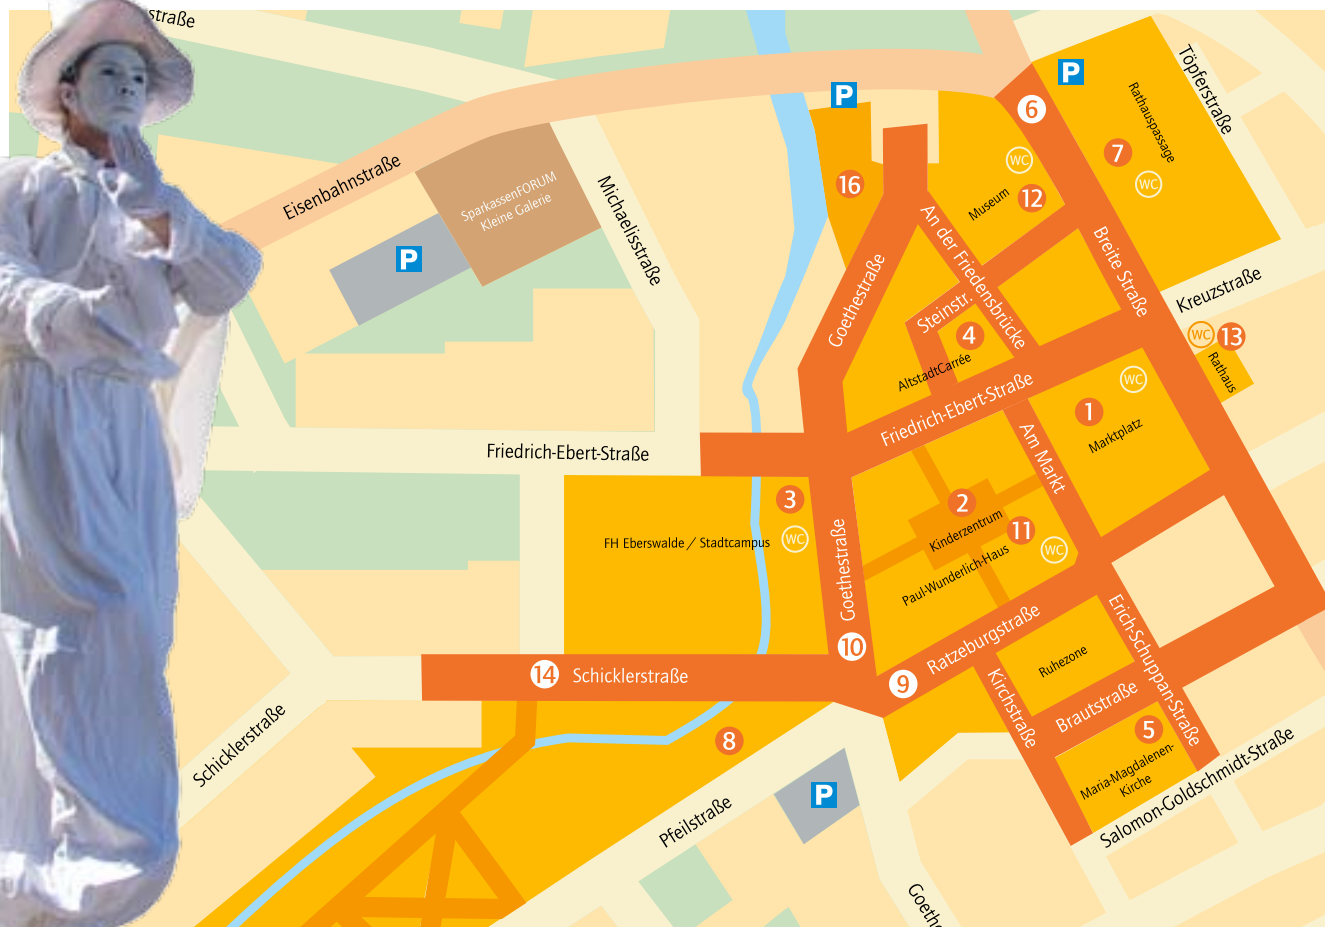 straße
Töpferstraße
P
P
6
Rathauspassage
7
WC
WC
16
Museum
12
Eisenbahnstraße
SparkassenFORUM
Kleine Galerie
Michaelisstraße
P
An der Friedensbrücke
Breite Straße
Goethestraße
Steinstr.
Kreuzstraße
4
AltstadtCarrée
WC
13
Rathaus
WC
1
Marktplatz
Friedrich-Ebert-Straße
Friedrich-Ebert-Straße
Am Markt
3
WC
FH Eberswalde / Stadtcampus
2
Kinderzentrum
11
WC
Paul-Wunderlich-Haus
Goethestraße
10
9
Ratzeburgstraße
Erich-Schuppan-Straße
Ruhezone
14
Schicklerstraße
Kirchstraße
Brautstraße
5
Maria-Magdalenen-
Kirche
Schicklerstraße
8
P
Pfeilstraße
Salomon-Goldschmidt-Straße
Goethe